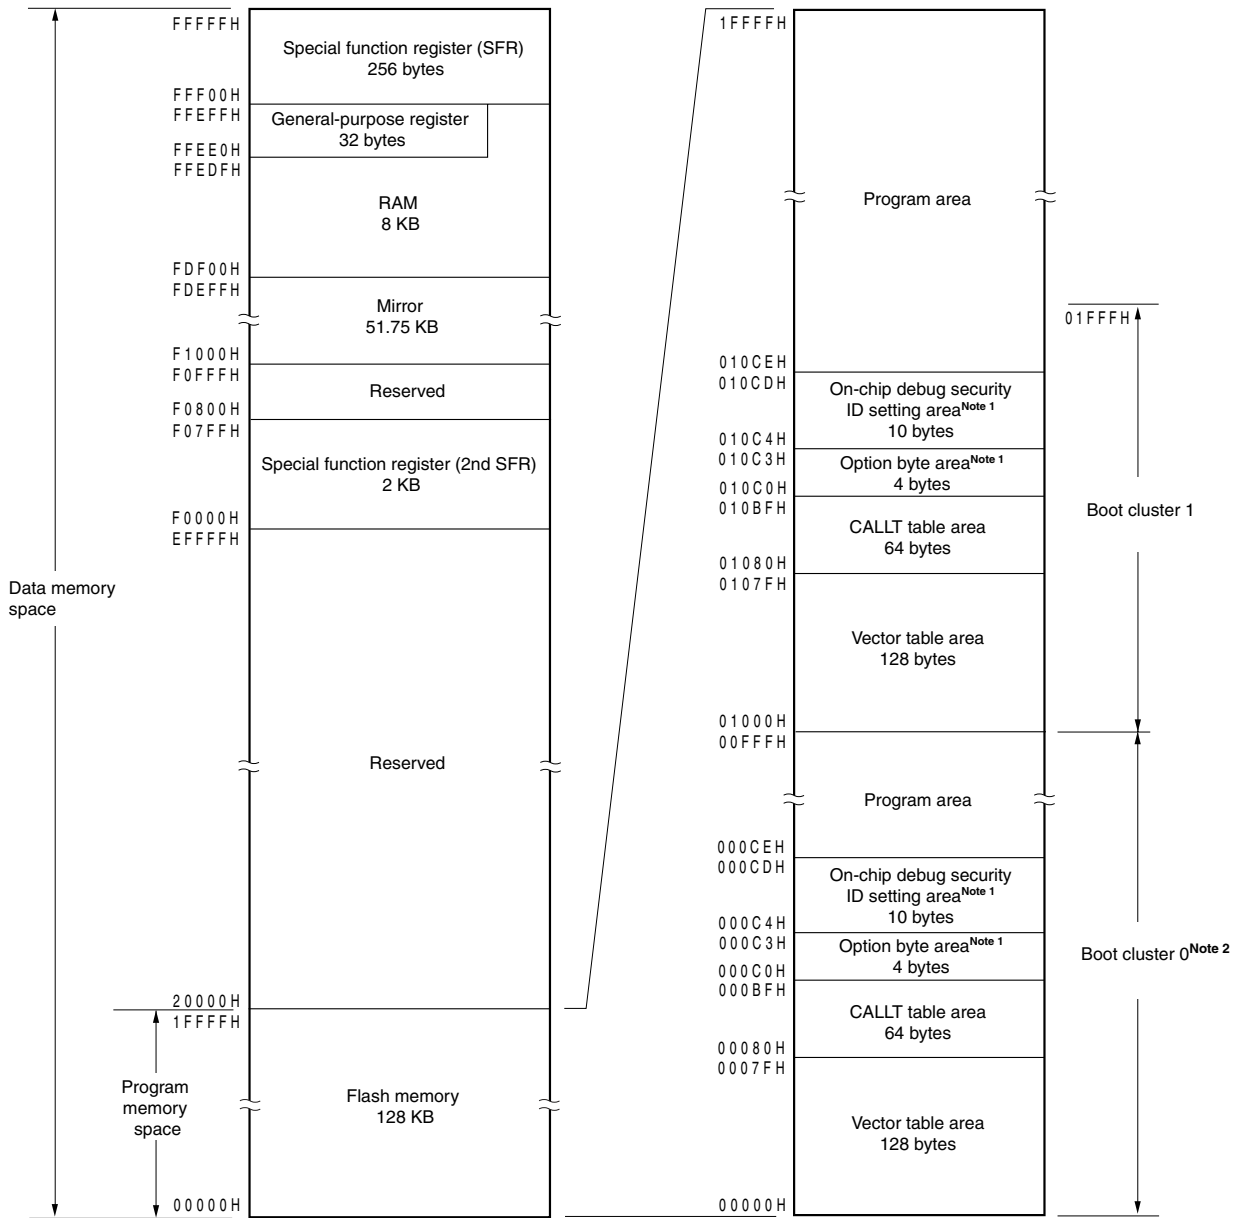 FFFFFH
Special function register (SFR)
256 bytes
FFF00H
FFEFFH
General-purpose register
32 bytes
FFEE0H
FFEDFH
RAM
8 KB
FDF00H
FDEFFH
Mirror
51.75 KB
F1000H
F0FFFH
Reserved
F0800H
F07FFH
Special function register (2nd SFR)
2 KB
F0000H
EFFFFH
Data memory
space
Reserved
20000H
1FFFFH
Program
memory
space
Flash memory
128 KB
00000H
1FFFFH
Program area
01FFFH
010CEH
010CDH
On-chip debug security
ID setting areaNote 1
10 bytes
010C4H
010C3H
Option byte areaNote 1
4 bytes
010C0H
010BFH
Boot cluster 1
CALLT table area
64 bytes
01080H
0107FH
Vector table area
128 bytes
01000H
00FFFH
Program area
000CEH
000CDH
On-chip debug security
ID setting areaNote 1
10 bytes
000C4H
000C3H
Option byte areaNote 1
4 bytes
Boot cluster 0Note 2
000C0H
000BFH
CALLT table area
64 bytes
00080H
0007FH
Vector table area
128 bytes
00000H